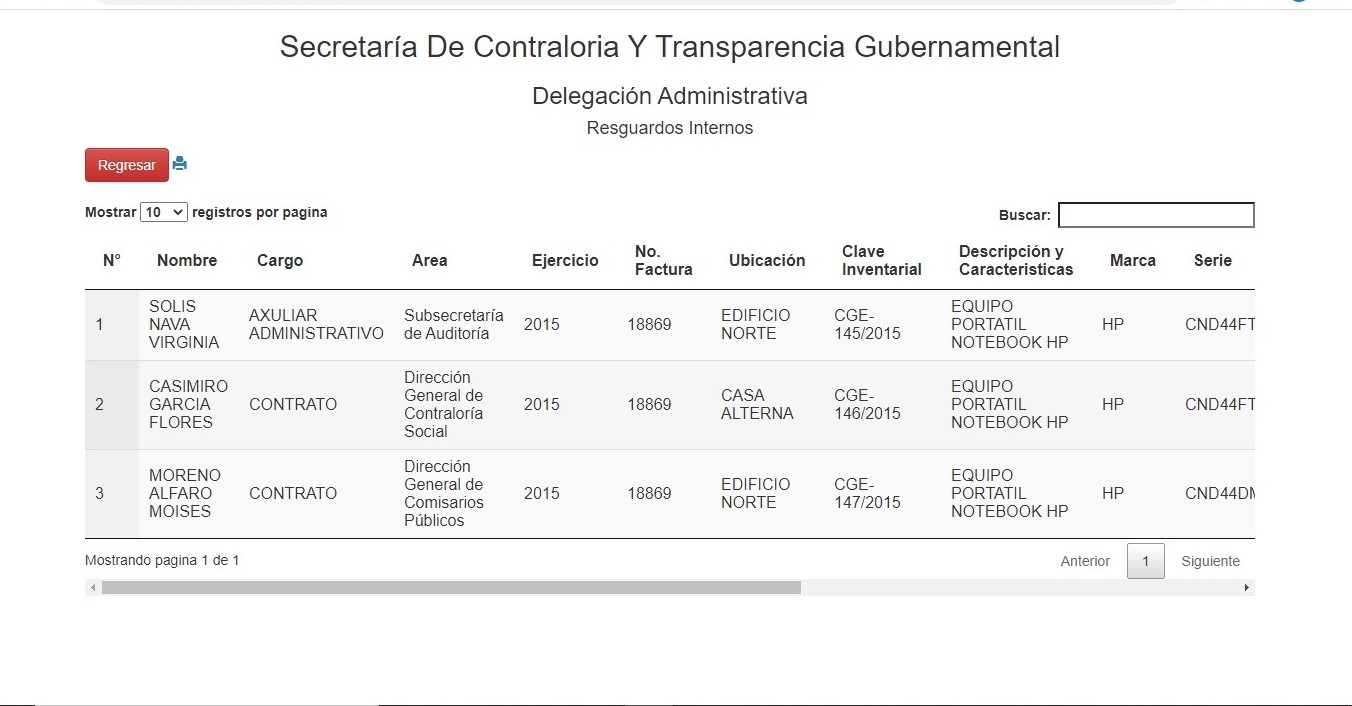 Secretaría De Contraloria Y Transparencia Gubernamental
Delegación Administrativa
Resguardos Internos
Regresar
Mostrar 10 registros por pagina
Buscar:
N° Nombre Cargo Area Ejercicio No. Factura Ubicación Clave Inventarial Descripción y Caracteristicas Marca Serie
1
SOLIS
NAVA
VIRGINIA
AXULIAR
ADMINISTRATIVO
Subsecretaría
de Auditoría
2015
18869
EDIFICIO
NORTE
CGE-
145/2015
EQUIPO
PORTATIL
NOTEBOOK HP
HP
CND44FT
2
CASIMIRO
GARCIA
FLORES
CONTRATO
Dirección
General de
Contraloría
Social
2015
18869
CASA
ALTERNA
CGE-
146/2015
EQUIPO
PORTATIL
NOTEBOOK HP
HP
CND44FT
3
MORENO
ALFARO
MOISES
CONTRATO
Dirección
General de
Comisarios
Públicos
2015
18869
EDIFICIO
NORTE
CGE-
147/2015
EQUIPO
PORTATIL
NOTEBOOK HP
HP
CND44DM
Mostrando pagina 1 de 1
Anterior 1 Siguiente